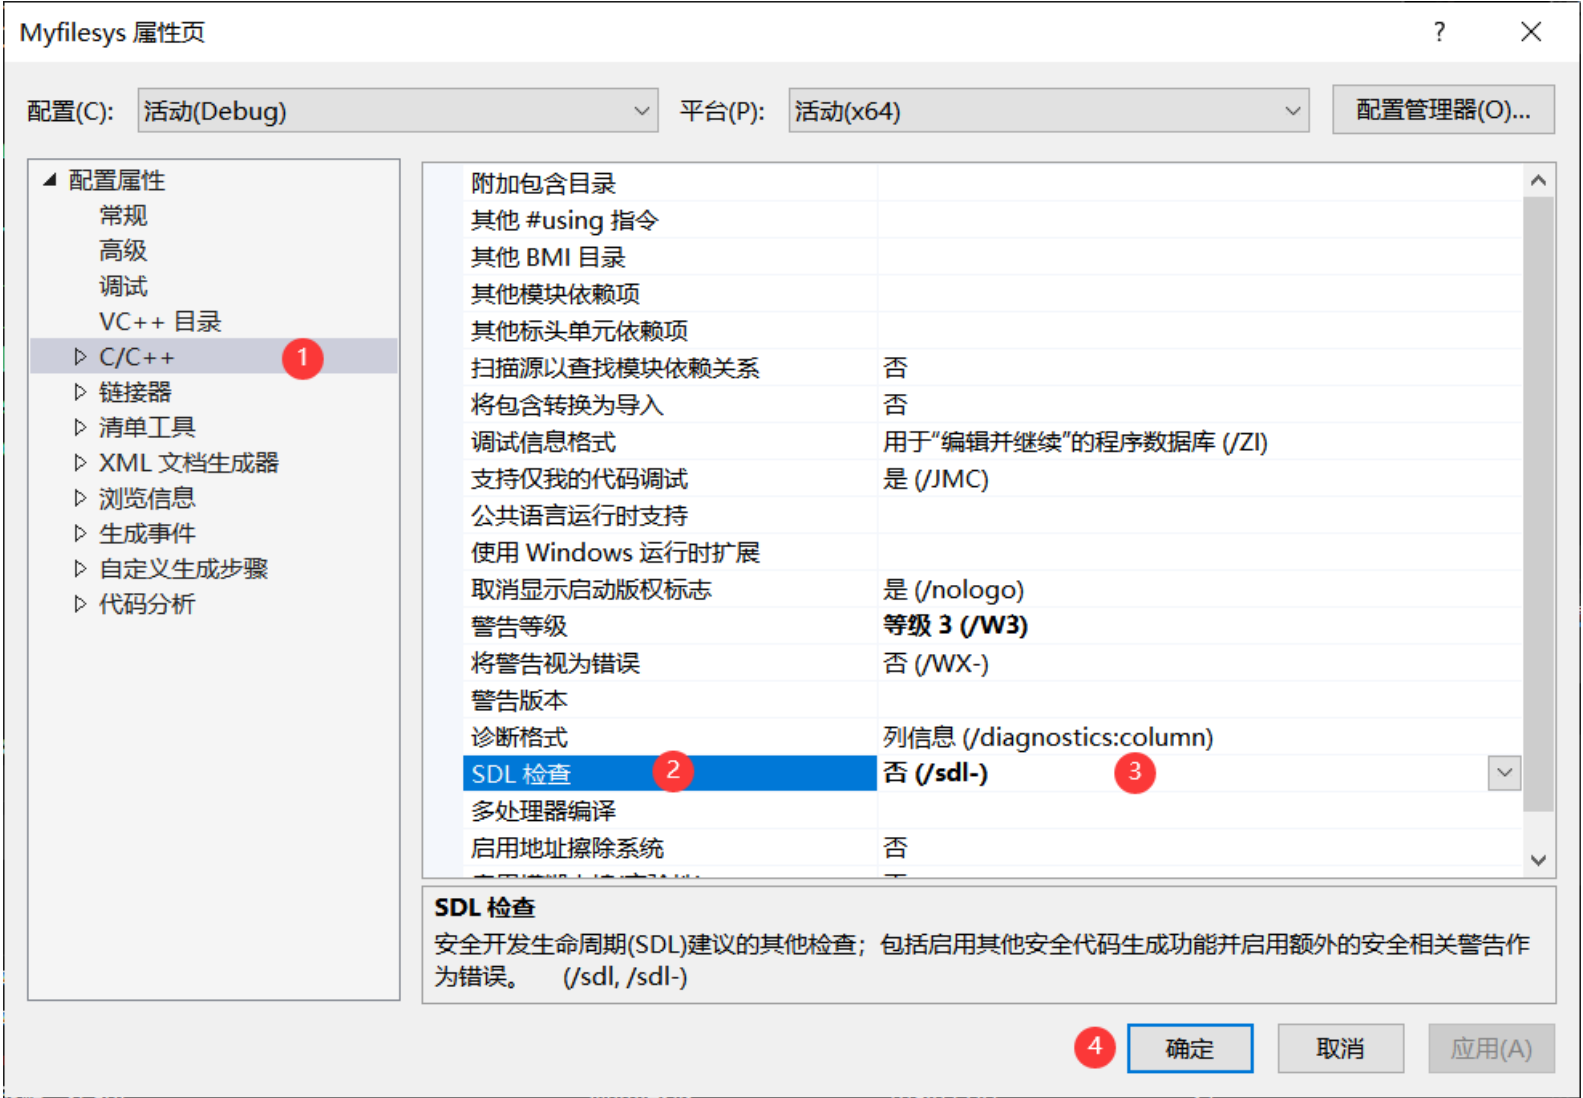 Myfilesys 属性页
?
配置(C): 活动(Debug) 平台(P): 活动(x64) 配置管理器(O)...
配置属性
常规
高级
调试
VC++ 目录
C/C++ 1
链接器
清单工具
XML 文档生成器
浏览信息
生成事件
自定义生成步骤
代码分析
附加包含目录
其他 #using 指令
其他 BMI 目录
其他模块依赖项
其他标头单元依赖项
扫描源以查找模块依赖关系 否
将包含转换为导入 否
调试信息格式 用于“编辑并继续”的程序数据库 (/ZI)
支持仅我的代码调试 是 (/JMC)
公共语言运行时支持
使用 Windows 运行时扩展
取消显示启动版权标志 是 (/nologo)
警告等级 等级 3 (/W3)
将警告视为错误 否 (/WX-)
警告版本
诊断格式 列信息 (/diagnostics:column)
SDL 检查 2 否 (/sdl-) 3
多处理器编译
启用地址擦除系统 否
SDL 检查
安全开发生命周期(SDL)建议的其他检查；包括启用其他安全代码生成功能并启用额外的安全相关警告作
为错误。 (/sdl, /sdl-)
4 确定 取消 应用(A)